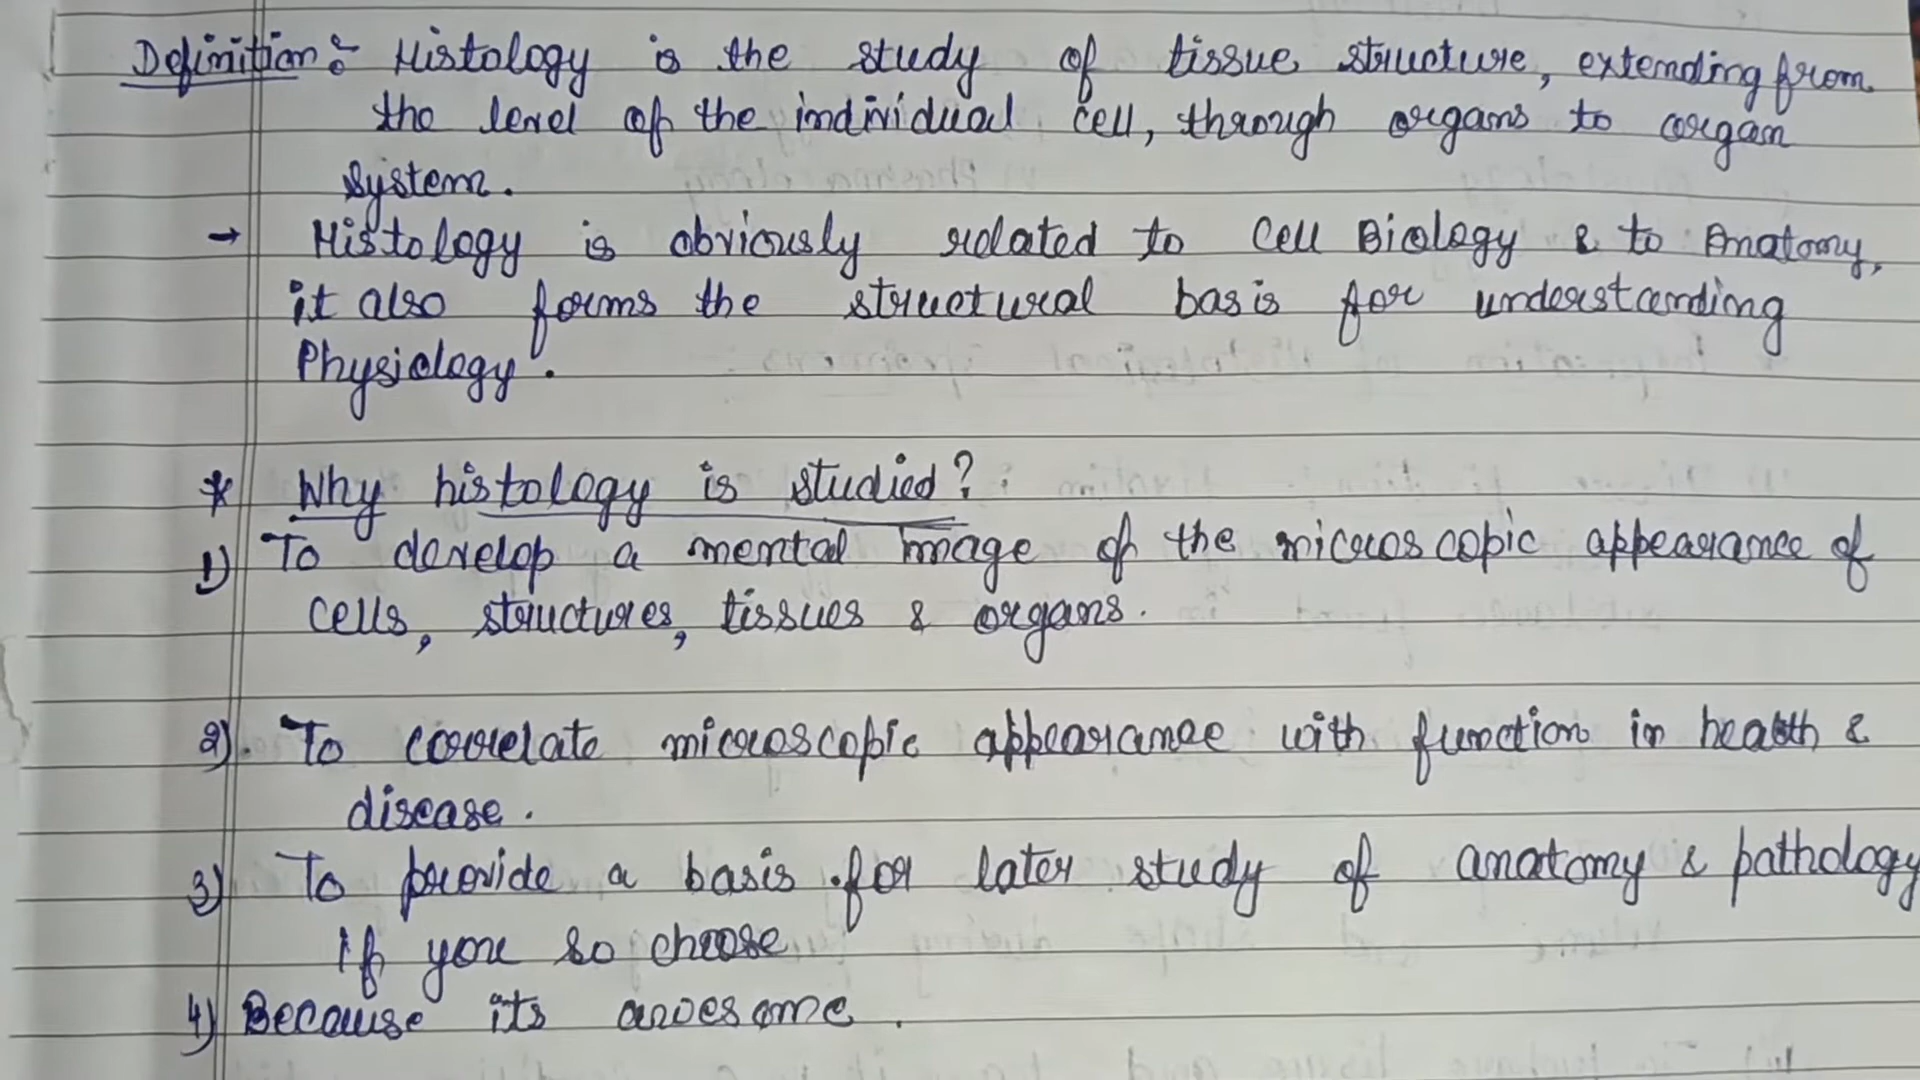 Definition :- Histology is the study of tissue structure, extending from
the level of the individual cell, through organs to organ
system.
→ Histology is obviously related to Cell Biology & to Anatomy,
it also forms the structural basis for understanding
Physiology.
* Why histology is studied?
1) To develop a mental Image of the microscopic appearance of
cells, structures, tissues & organs.
2). To correlate microscopic appearance with function in health &
disease.
3) To provide a basis for later study of anatomy & pathology
If you so choose
4) Because its awesome.